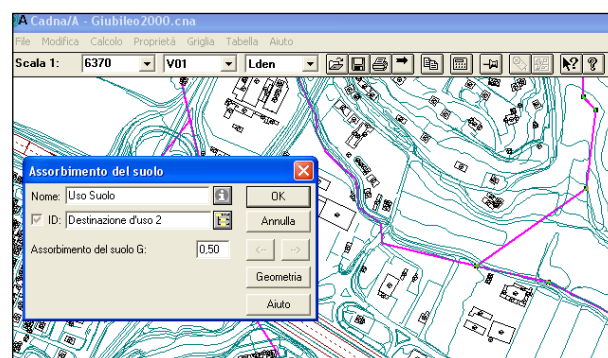 Cadna/A - Giubileo2000.cna
File Modifica Calcolo Proprietà Griglia Tabella Aiuto
Scala 1: 6370 V01 Lden
Assorbimento del suolo
Nome: Uso Suolo OK
ID: Destinazione d'uso 2 Annulla
Assorbimento del suolo G: 0,50 <-- -->
Geometria
Aiuto